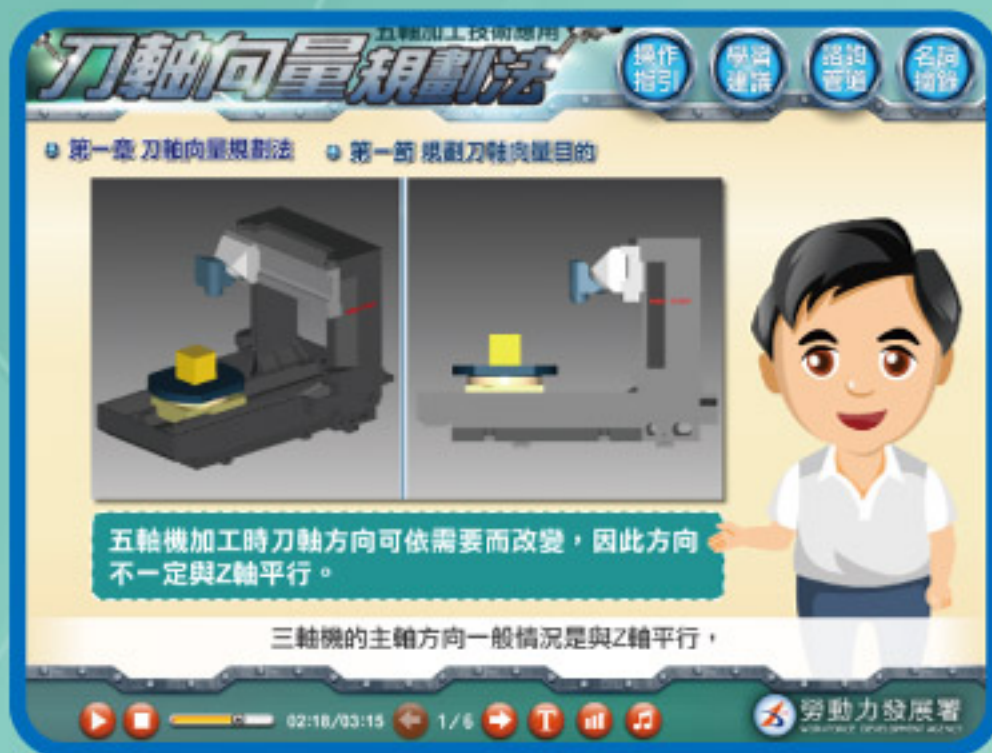 五軸加工技術應用
刀軸向量規劃法
操作
指引
學習
建議
諮詢
管道
名詞
摘錄
第一章 刀軸向量規劃法
第一節 規劃刀軸向量目的
五軸機加工時刀軸方向可依需要而改變，因此方向
不一定與Z軸平行。
三軸機的主軸方向一般情況是與Z軸平行，
02:18/03:15
1/6
T
勞動力發展署
WORKFORCE DEVELOPMENT AGENCY